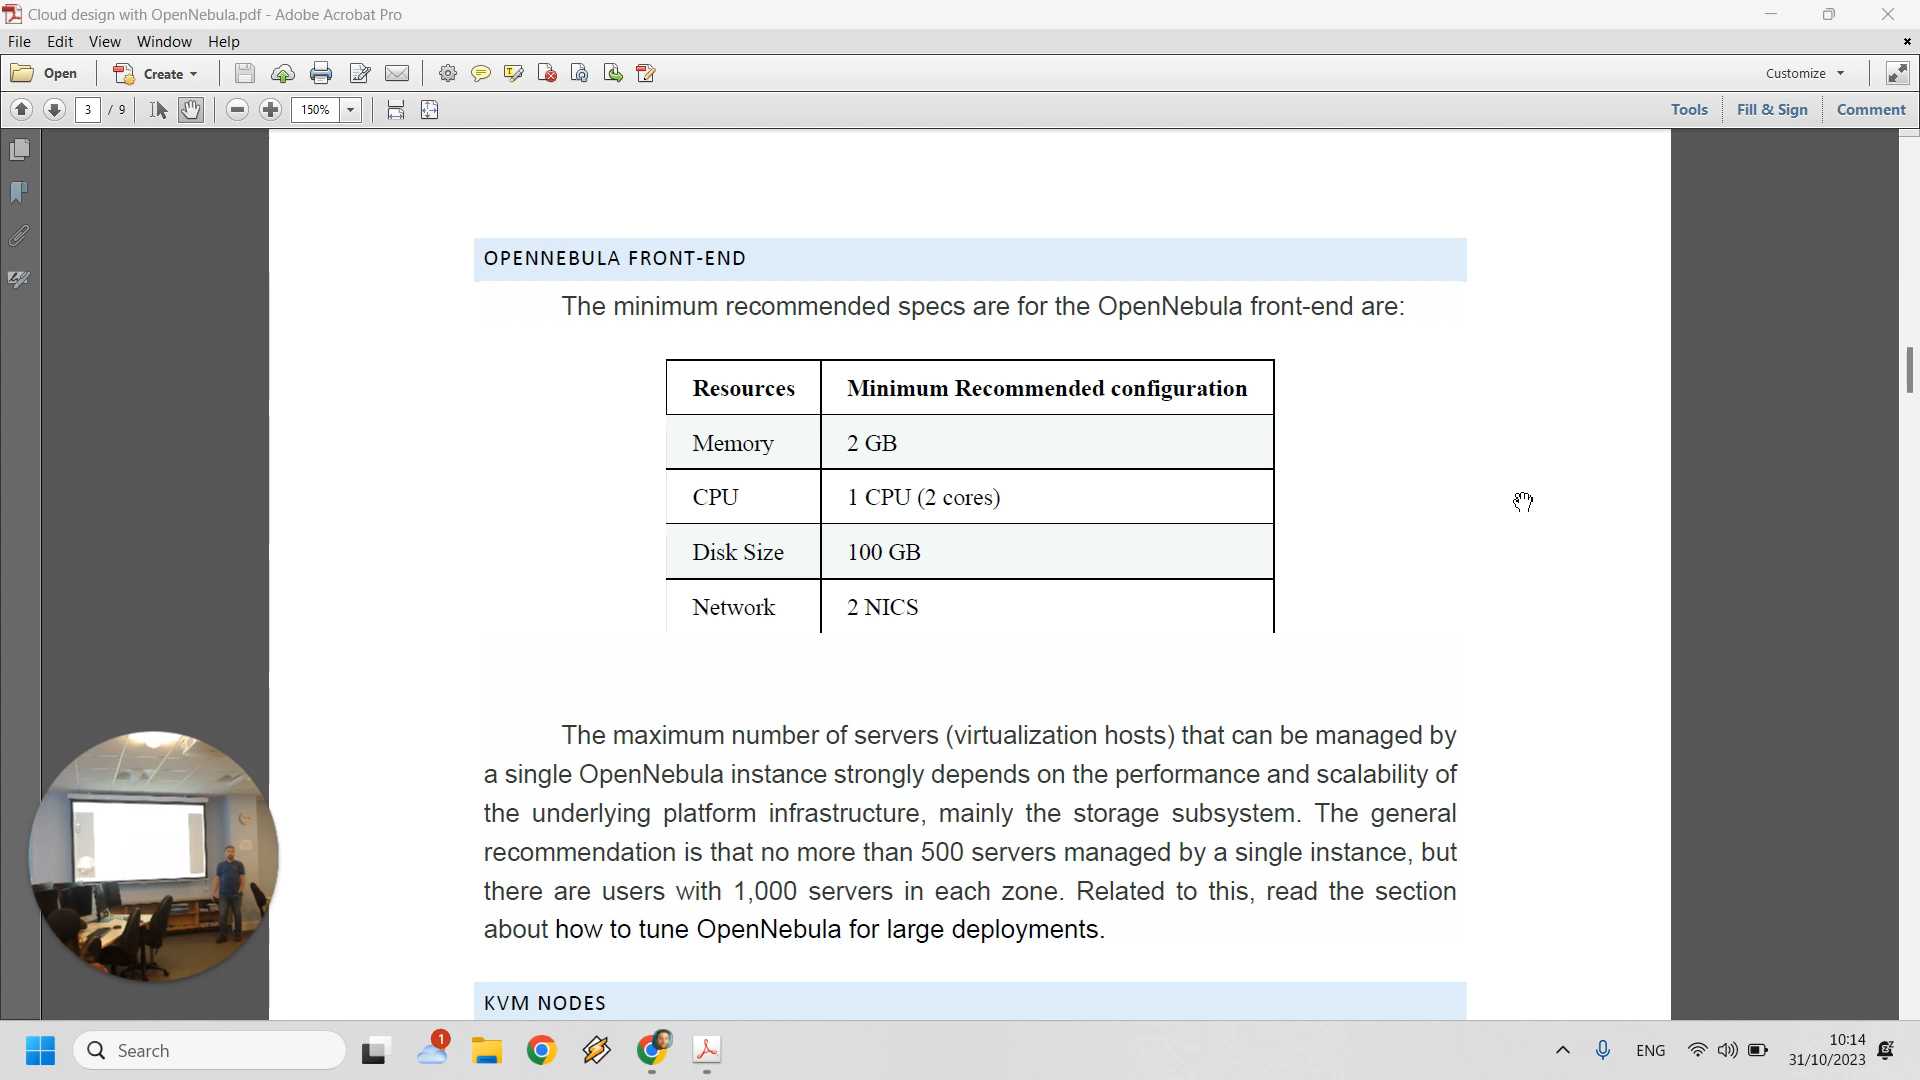 Cloud design with OpenNebula.pdf - Adobe Acrobat Pro
File Edit View Window Help
Open Create Customize
3 / 9 150% Tools Fill & Sign Comment
OPENNEBULA FRONT-END
The minimum recommended specs are for the OpenNebula front-end are:
Resources Minimum Recommended configuration
Memory 2 GB
CPU 1 CPU (2 cores)
Disk Size 100 GB
Network 2 NICS
The maximum number of servers (virtualization hosts) that can be managed by
a single OpenNebula instance strongly depends on the performance and scalability of
the underlying platform infrastructure, mainly the storage subsystem. The general
recommendation is that no more than 500 servers managed by a single instance, but
there are users with 1,000 servers in each zone. Related to this, read the section
about how to tune OpenNebula for large deployments.
KVM NODES
Search 1 ENG 10:14
31/10/2023